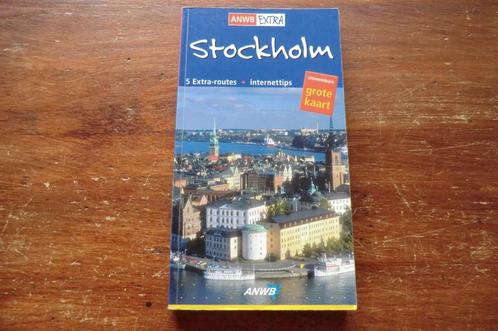 ANWB EXTRA
Stockholm
5 Extra-routes • internettips
uitneembare
grote
kaart
ANWB